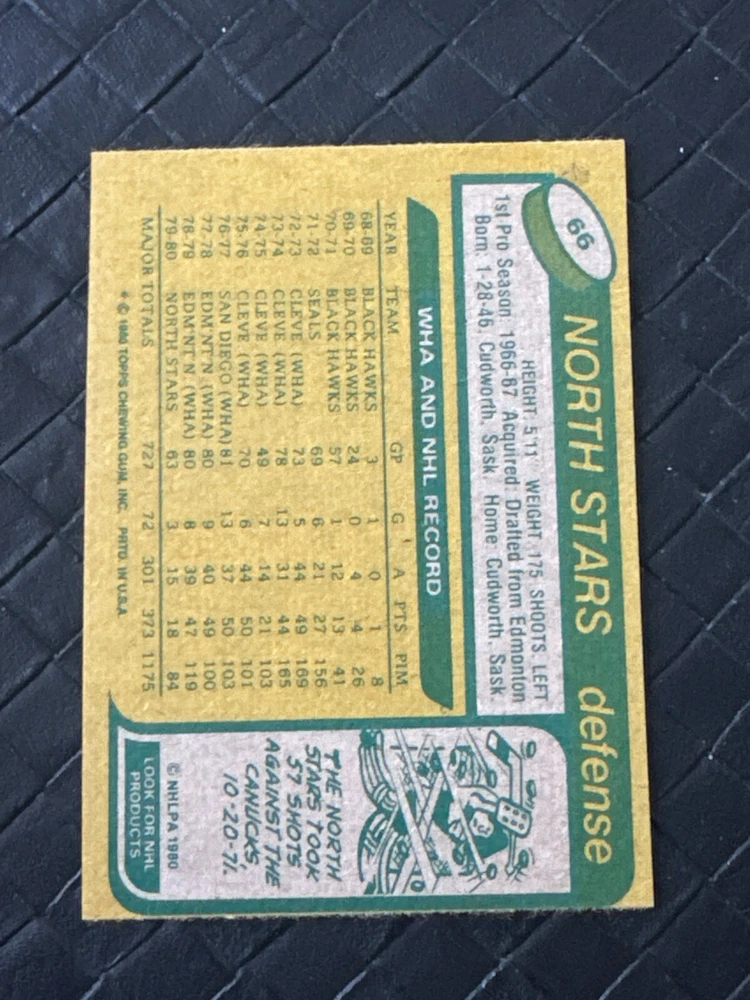 66
NORTH STARS defense
HEIGHT 5'11" WEIGHT 175 SHOOTS LEFT
1st Pro Season 1966-67 Acquired: Drafted from Edmonton
Born: 1-28-46, Cudworth, Sask Home: Cudworth, Sask.
WHA AND NHL RECORD
YEAR TEAM GP G A PTS PIM
68-69 BLACK HAWKS 3 1 0 1 8
69-70 BLACK HAWKS 24 0 4 4 26
70-71 BLACK HAWKS 57 1 12 13 41
71-72 SEALS 69 6 21 27 156
72-73 CLEVE (WHA) 73 5 44 49 169
73-74 CLEVE (WHA) 78 13 31 44 165
74-75 CLEVE (WHA) 49 7 14 21 103
75-76 CLEVE (WHA) 70 6 44 50 101
76-77 SAN DIEGO (WHA) 81 13 37 50 103
77-78 EDM'NT'N (WHA) 80 9 40 49 100
78-79 EDM'NT'N (WHA) 80 8 39 47 119
79-80 NORTH STARS 63 3 15 18 84
MAJOR TOTALS 727 72 301 373 1175
* © 1980 TOPPS CHEWING GUM, INC. PRTD. IN U.S.A.
10
THE NORTH
STARS TOOK
57 SHOTS
AGAINST THE
CANUCKS,
10-20-71.
© NHLPA 1980
LOOK FOR NHL
PRODUCTS